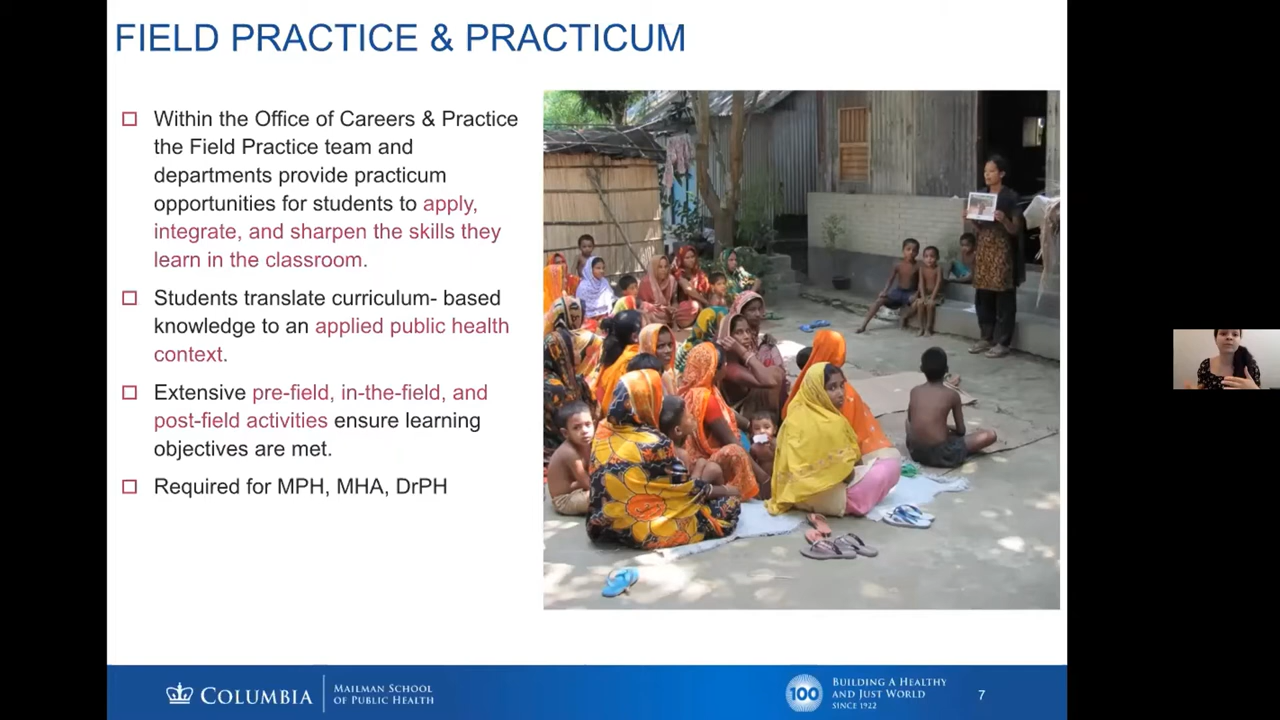 FIELD PRACTICE & PRACTICUM
Within the Office of Careers & Practice
the Field Practice team and
departments provide practicum
opportunities for students to apply,
integrate, and sharpen the skills they
learn in the classroom.
Students translate curriculum- based
knowledge to an applied public health
context.
Extensive pre-field, in-the-field, and
post-field activities ensure learning
objectives are met.
Required for MPH, MHA, DrPH
COLUMBIA
MAILMAN SCHOOL
OF PUBLIC HEALTH
100
BUILDING A HEALTHY
AND JUST WORLD
SINCE 1922
7